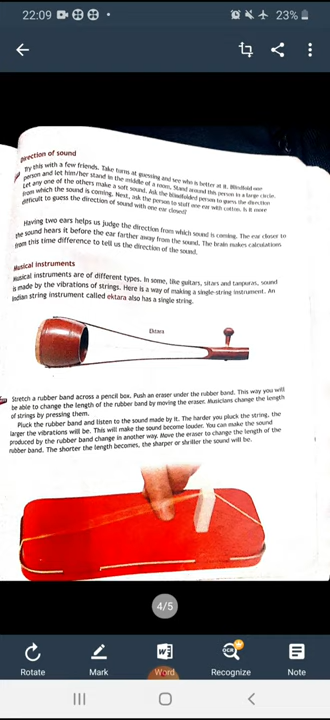 22:09
23%
Direction of sound
Try this with a few friends. Take turns at guessing and see who is better at it. Blindfold one
person and let him/her stand in the middle of a room. Stand around this person in a large circle.
Let any one of the others make a soft sound. Ask the blindfolded person to guess the direction
from which the sound is coming. Next, ask the person to stuff one ear with cotton. Is it more
difficult to guess the direction of sound with one ear closed?
Having two ears helps us judge the direction from which sound is coming. The ear closer to
the sound hears it before the ear farther away from the sound. The brain makes calculations
from this time difference to tell us the direction of the sound.
Musical instruments
Musical instruments are of different types. In some, like guitars, sitars and tanpuras, sound
is made by the vibrations of strings. Here is a way of making a single-string instrument. An
Indian string instrument called ektara also has a single string.
Ektara
Stretch a rubber band across a pencil box. Push an eraser under the rubber band. This way you will
be able to change the length of the rubber band by moving the eraser. Musicians change the length
of strings by pressing them.
Pluck the rubber band and listen to the sound made by it. The harder you pluck the string, the
larger the vibrations will be. This will make the sound become louder. You can make the sound
produced by the rubber band change in another way. Move the eraser to change the length of the
rubber band. The shorter the length becomes, the sharper or shriller the sound will be.
4/5
OCR
Rotate Mark Word Recognize Note